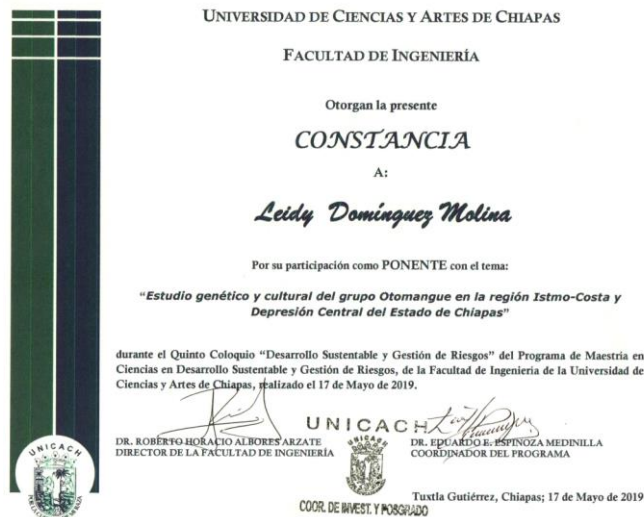 UNIVERSIDAD DE CIENCIAS Y ARTES DE CHIAPAS
FACULTAD DE INGENIERÍA
Otorgan la presente
CONSTANCIA
A:
Leidy Domínguez Molina
Por su participación como PONENTE con el tema:
"Estudio genético y cultural del grupo Otomangue en la región Istmo-Costa y
Depresión Central del Estado de Chiapas"
durante el Quinto Coloquio "Desarrollo Sustentable y Gestión de Riesgos" del Programa de Maestría en
Ciencias en Desarrollo Sustentable y Gestión de Riesgos, de la Facultad de Ingeniería de la Universidad de
Ciencias y Artes de Chiapas, realizado el 17 de Mayo de 2019.
UNICACH
DR. ROBERTO HORACIO ALBORES ARZATE
DIRECTOR DE LA FACULTAD DE INGENIERÍA
DR. EDUARDO E. ESPINOZA MEDINILLA
COORDINADOR DEL PROGRAMA
UNICACH
UNICACH
COOR. DE INVEST. Y POSGRADO
Tuxtla Gutiérrez, Chiapas; 17 de Mayo de 2019